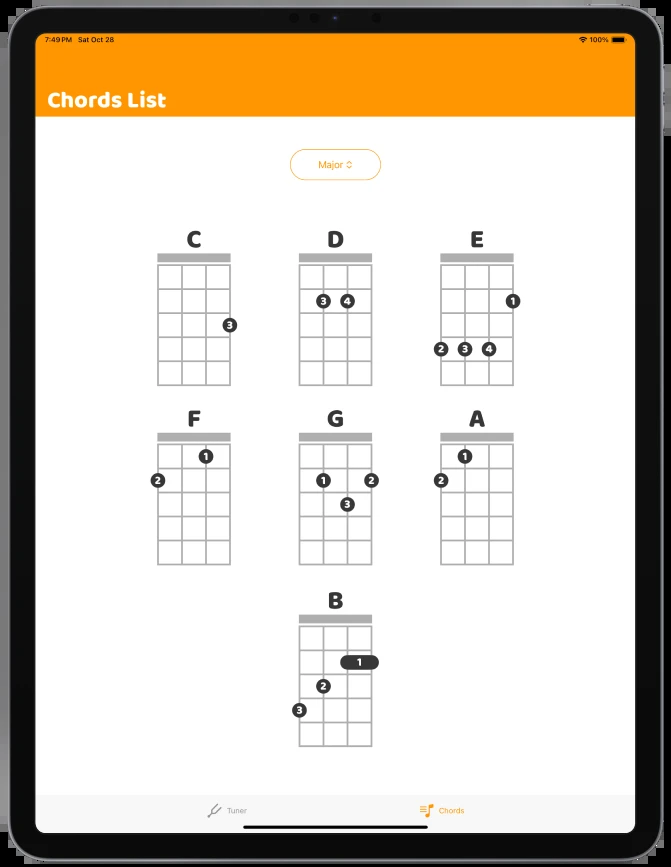 7:49 PM Sat Oct 28 100%
Chords List
Major
C D E
3 4 1
3
2 3 4
F G A
1 1
2 1 2 2
3
B
1
2
3
Tuner Chords